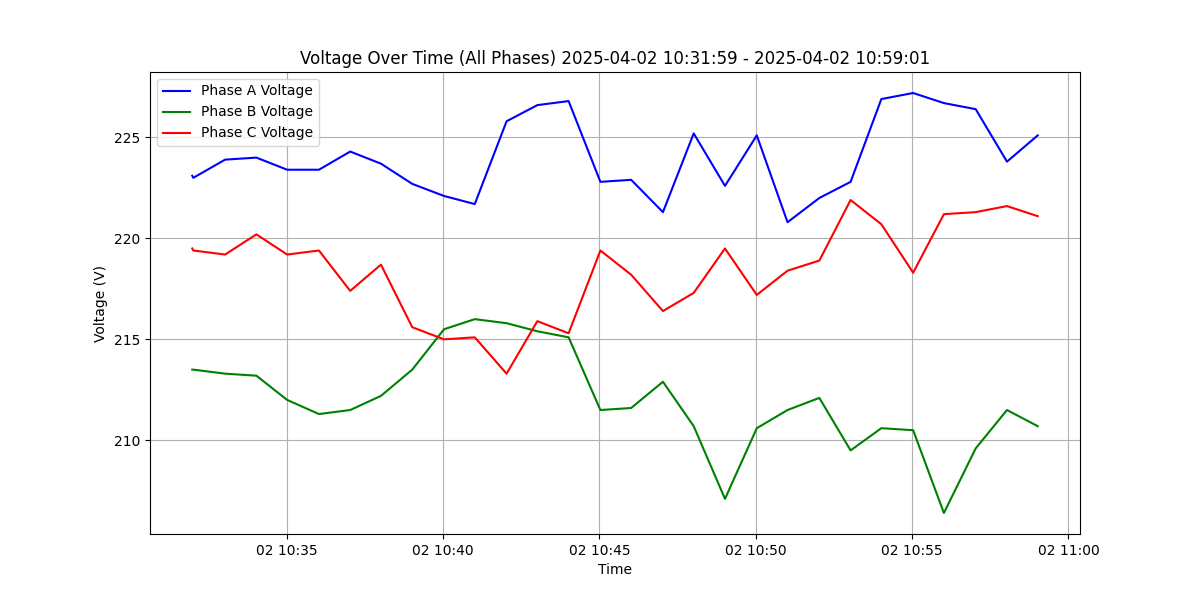 Voltage Over Time (All Phases) 2025-04-02 10:31:59 - 2025-04-02 10:59:01
Phase A Voltage
Phase B Voltage
Phase C Voltage
Voltage (V)
225
220
215
210
02 10:35
02 10:40
02 10:45
02 10:50
02 10:55
02 11:00
Time